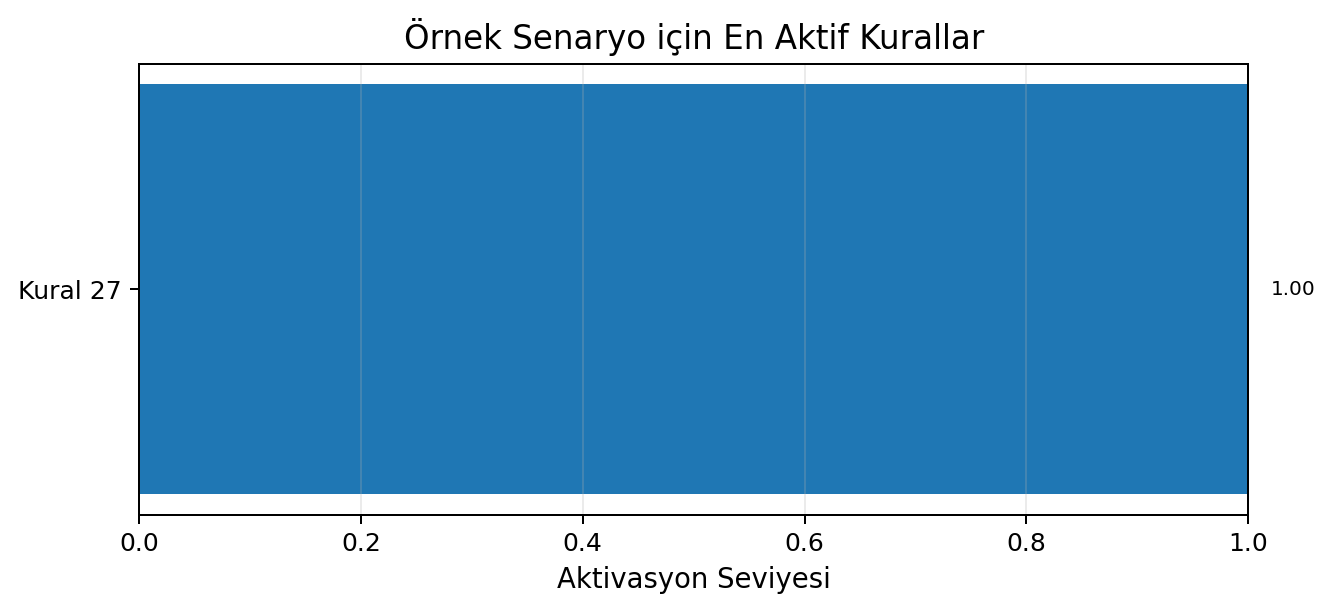 Örnek Senaryo için En Aktif Kurallar
Kural 27
1.00
0.0 0.2 0.4 0.6 0.8 1.0
Aktivasyon Seviyesi